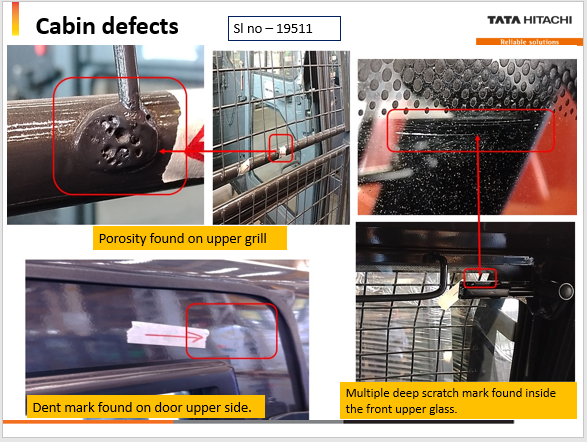 Cabin defects
Sl no – 19511
TATA HITACHI
Reliable solutions
Porosity found on upper grill
Dent mark found on door upper side.
Multiple deep scratch mark found inside
the front upper glass.